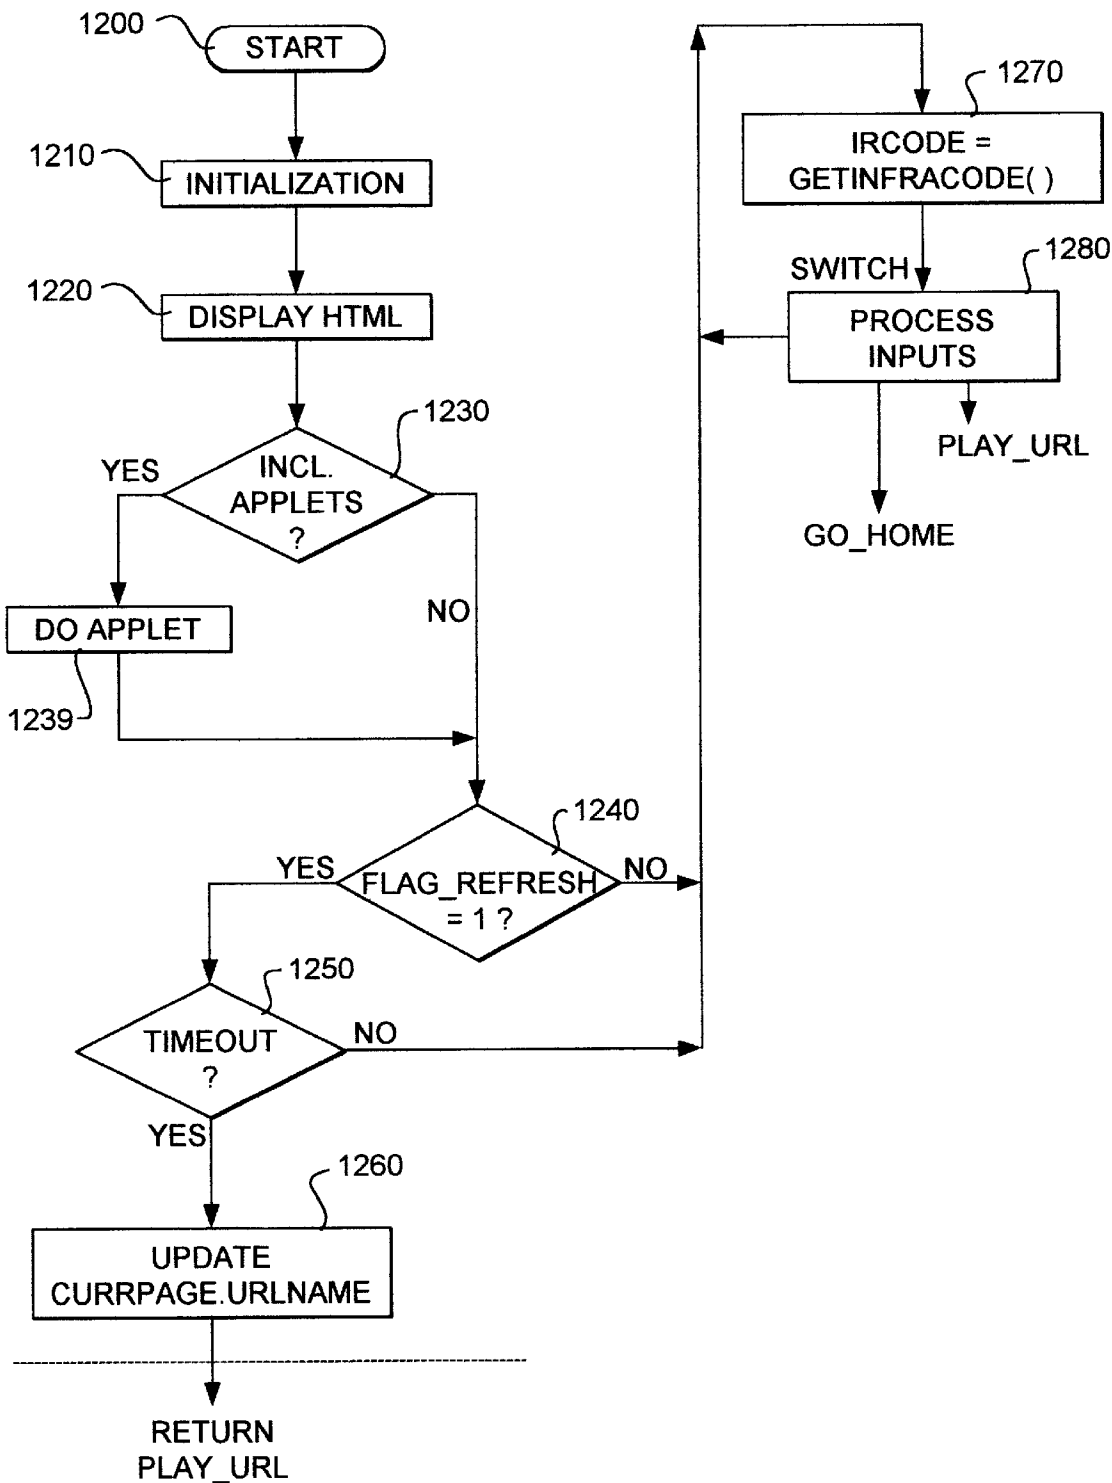 1200
START
1210
INITIALIZATION
1220
DISPLAY HTML
1230
YES
INCL.
APPLETS
?
NO
DO APPLET
1239
1240
YES
FLAG_REFRESH
= 1 ?
NO
1250
TIMEOUT
?
NO
YES
1260
UPDATE
CURRPAGE.URLNAME
RETURN
PLAY_URL
1270
IRCODE =
GETINFRACODE( )
1280
SWITCH
PROCESS
INPUTS
PLAY_URL
GO_HOME